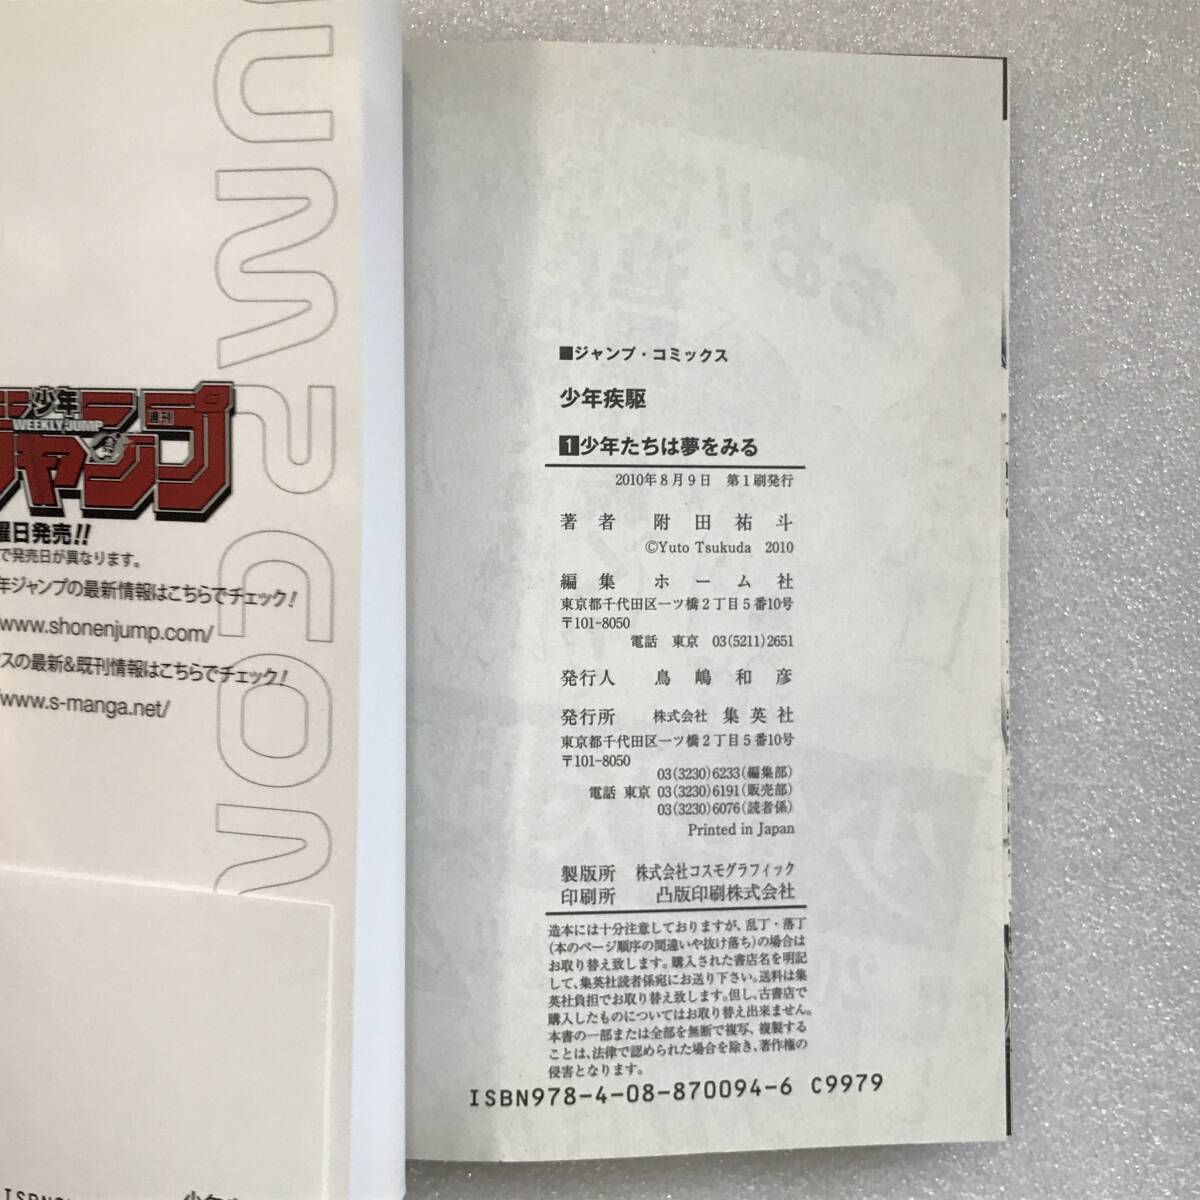 JUMP COM
少年
WEEKLY JUMP
週刊
ジャンプ
曜日発売!!
で発売日が異なります。
年ジャンプの最新情報はこちらでチェック!
www.shonenjump.com/
スの最新&既刊情報はこちらでチェック!
/www.s-manga.net/
■ジャンプ・コミックス
少年疾駆
1少年たちは夢をみる
2010年8月9日 第1刷発行
著者 附田祐斗
©Yuto Tsukuda 2010
編集 ホーム社
東京都千代田区一ツ橋2丁目5番10号
〒101-8050
電話 東京 03(5211)2651
発行人 鳥嶋和彦
発行所 株式会社 集英社
東京都千代田区一ツ橋2丁目5番10号
〒101-8050
03(3230)6233(編集部)
電話 東京 03(3230)6191(販売部)
03(3230)6076(読者係)
Printed in Japan
製版所 株式会社コスモグラフィック
印刷所 凸版印刷株式会社
造本には十分注意しておりますが、乱丁・落丁
(本のページ順序の間違いや抜け落ち)の場合は
お取り替え致します。購入された書店名を明記
して、集英社読者係宛にお送り下さい。送料は集
英社負担でお取り替え致します。但し、古書店で
購入したものについてはお取り替え出来ません。
本書の一部または全部を無断で複写、複製する
ことは、法律で認められた場合を除き、著作権の
侵害となります。
ISBN978-4-08-870094-6 C9979